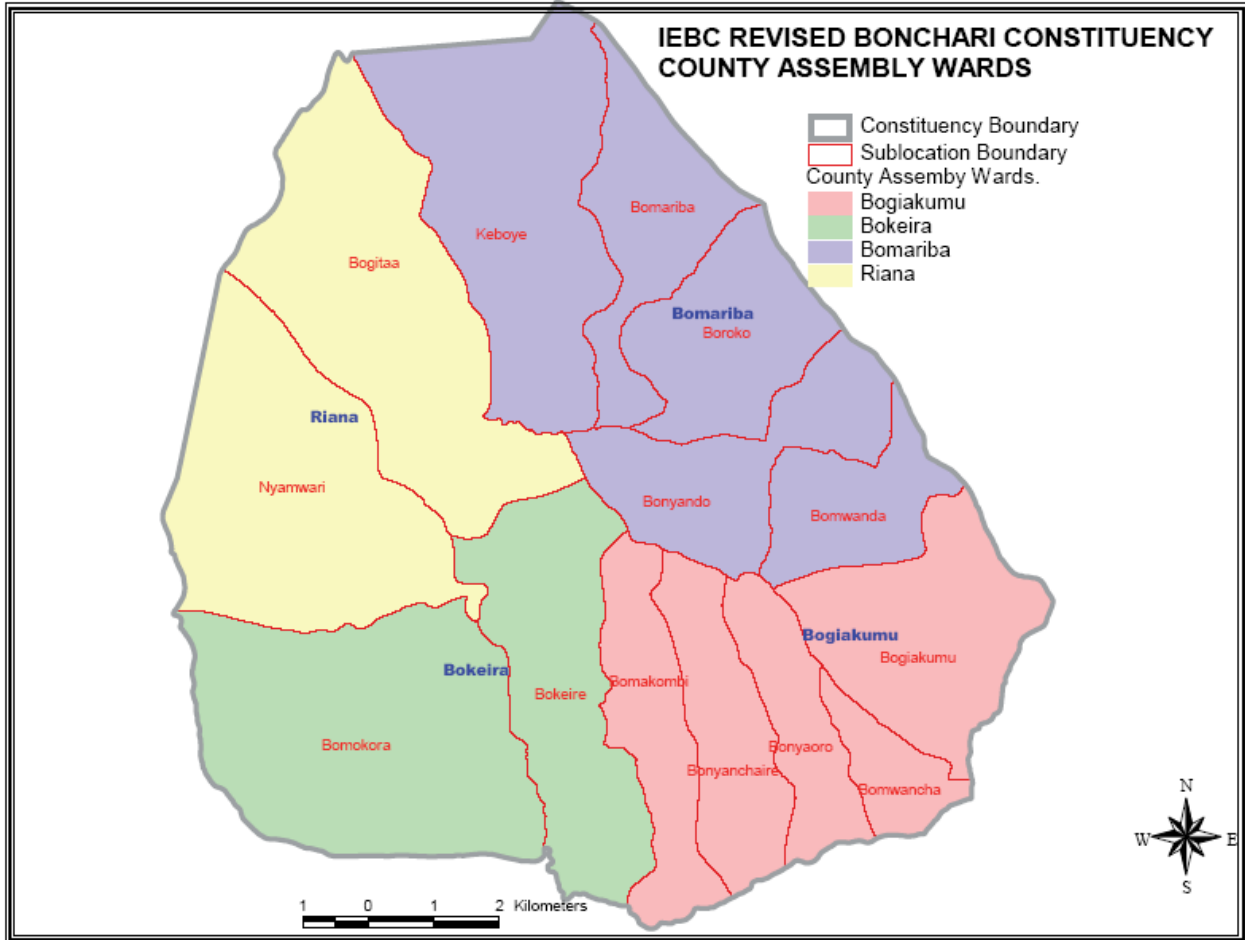 IEBC REVISED BONCHARI CONSTITUENCY
COUNTY ASSEMBLY WARDS
Constituency Boundary
Sublocation Boundary
County Assemby Wards.
Bogiakumu
Bokeira
Bomariba
Riana
Bomariba
Keboye
Bogitaa
Bomariba
Boroko
Riana
Nyamwari
Bonyando
Bomwanda
Bogiakumu
Bogiakumu
Bokeira
Bomakombi
Bokeire
Bomokora
Bonyaoro
Bonyanchaire
Bomwancha
N
W E
S
1 0 1 2 Kilometers